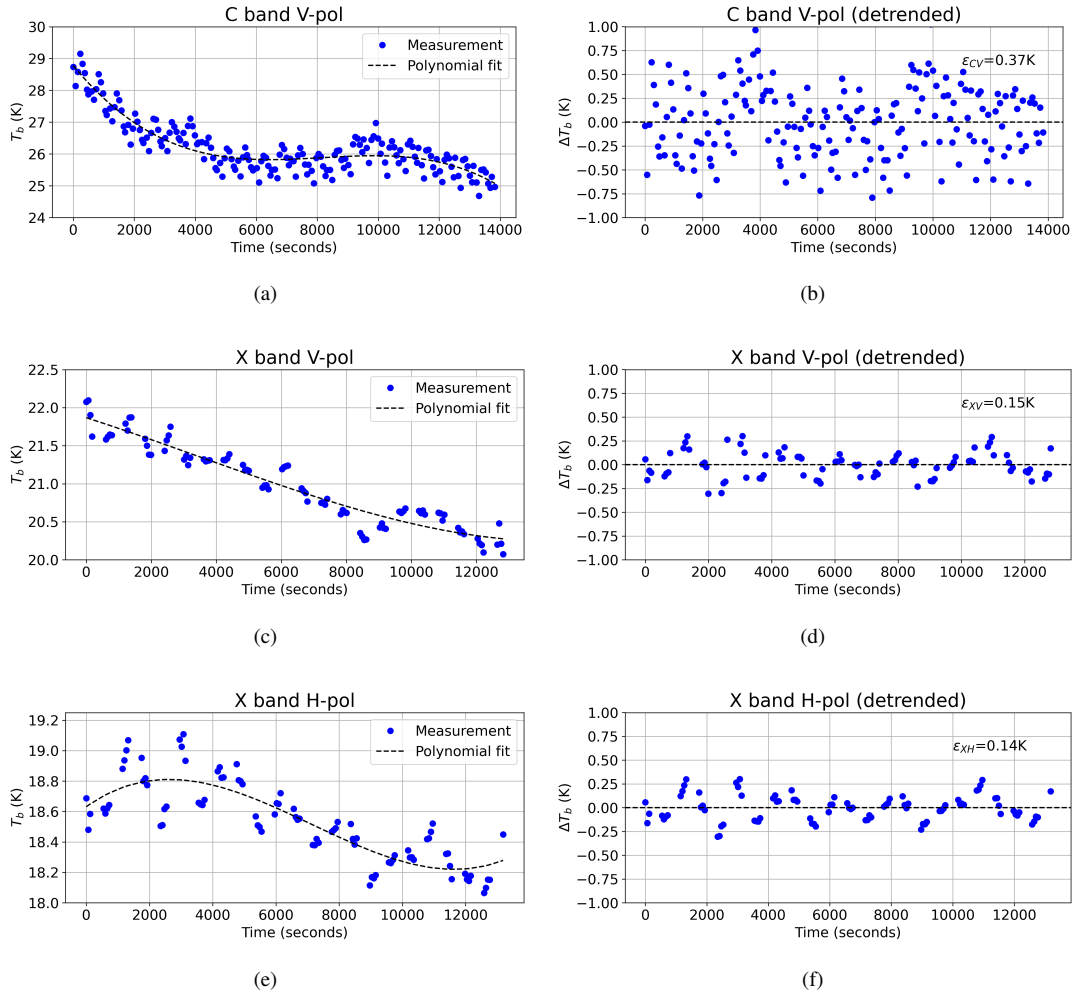 C band V-pol
30
29
28
27
26
25
24
T_b (K)
Measurement
Polynomial fit
0 2000 4000 6000 8000 10000 12000 14000
Time (seconds)
(a)
C band V-pol (detrended)
1.00
0.75
0.50
0.25
0.00
−0.25
−0.50
−0.75
−1.00
ΔT_b (K)
ε_CV=0.37K
0 2000 4000 6000 8000 10000 12000 14000
Time (seconds)
(b)
X band V-pol
22.5
22.0
21.5
21.0
20.5
20.0
T_b (K)
Measurement
Polynomial fit
0 2000 4000 6000 8000 10000 12000
Time (seconds)
(c)
X band V-pol (detrended)
1.00
0.75
0.50
0.25
0.00
−0.25
−0.50
−0.75
−1.00
ΔT_b (K)
ε_XV=0.15K
0 2000 4000 6000 8000 10000 12000
Time (seconds)
(d)
X band H-pol
19.2
19.0
18.8
18.6
18.4
18.2
18.0
T_b (K)
Measurement
Polynomial fit
0 2000 4000 6000 8000 10000 12000
Time (seconds)
(e)
X band H-pol (detrended)
1.00
0.75
0.50
0.25
0.00
−0.25
−0.50
−0.75
−1.00
ΔT_b (K)
ε_XH=0.14K
0 2000 4000 6000 8000 10000 12000
Time (seconds)
(f)